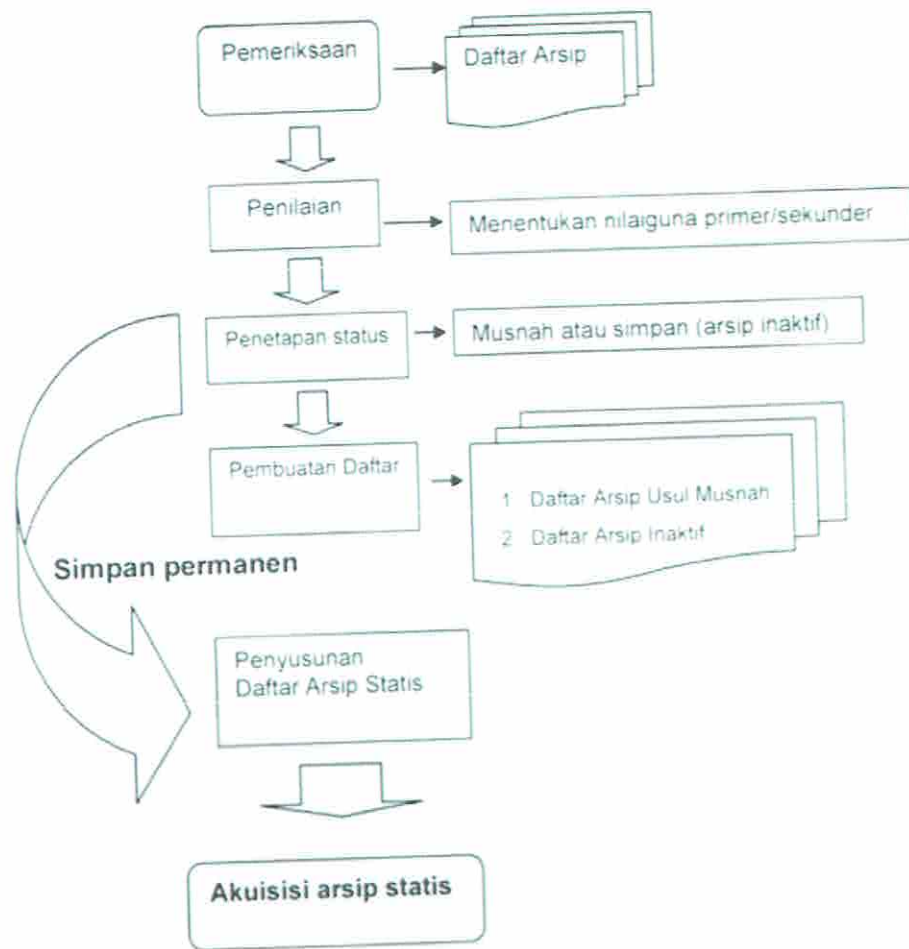 Pemeriksaan
Daftar Arsip
Penilaian
Menentukan nilaiguna primer/sekunder
Penetapan status
Musnah atau simpan (arsip inaktif)
Pembuatan Daftar
1 Daftar Arsip Usul Musnah
2 Daftar Arsip Inaktif
Simpan permanen
Penyusunan
Daftar Arsip Statis
Akuisisi arsip statis